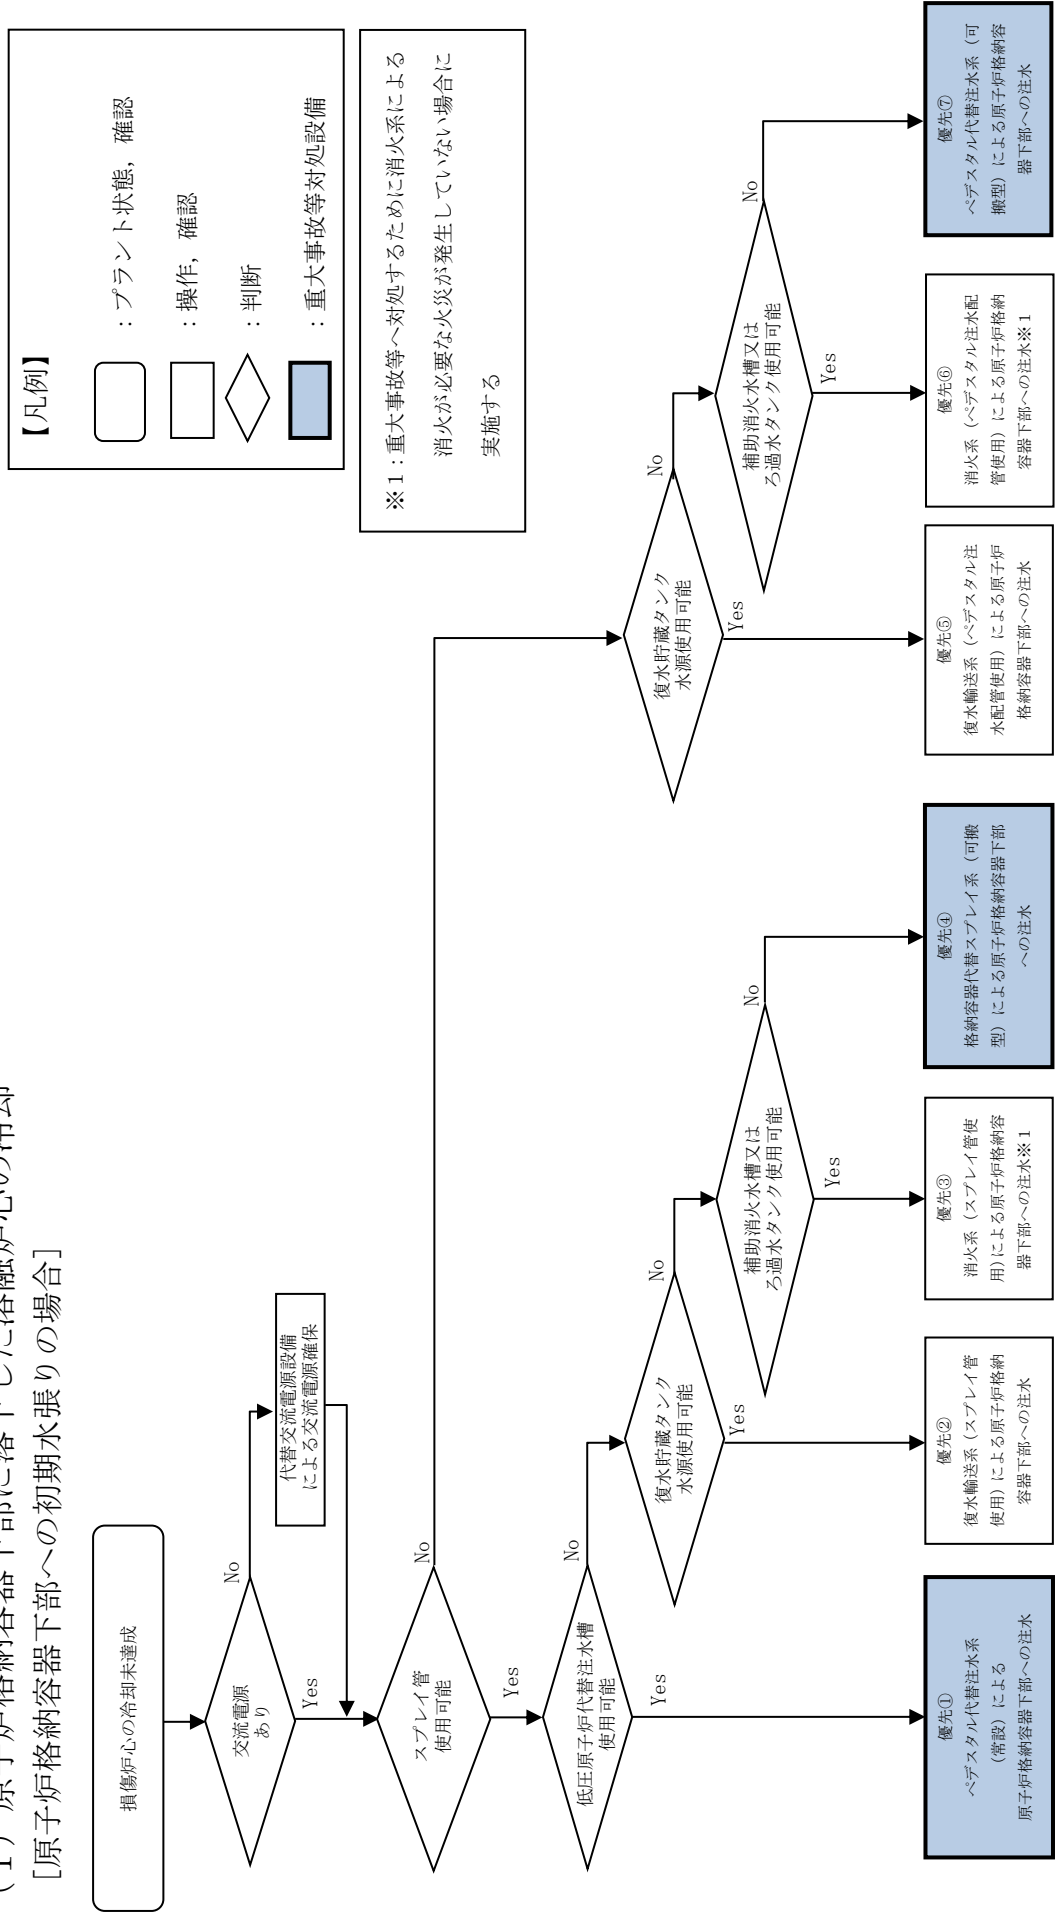 (1) 原子炉格納容器下部に落下した溶融炉心の冷却
[原子炉格納容器下部への初期水張りの場合]
【凡例】
：プラント状態，確認
：操作，確認
：判断
：重大事故等対処設備
※1：重大事故等へ対処するために消火系による
消火が必要な火災が発生していない場合に
実施する
損傷炉心の冷却未達成
交流電源
あり
No
Yes
代替交流電源設備
による交流電源確保
スプレイ管
使用可能
No
Yes
低圧原子炉代替注水槽
使用可能
No
Yes
復水貯蔵タンク
水源使用可能
No
Yes
補助消火水槽又は
ろ過水タンク使用可能
No
Yes
復水貯蔵タンク
水源使用可能
No
Yes
補助消火水槽又は
ろ過水タンク使用可能
No
Yes
優先①
ペデスタル代替注水系
（常設）による
原子炉格納容器下部への注水
優先②
復水輸送系（スプレイ管
使用）による原子炉格納
容器下部への注水
優先③
消火系（スプレイ管使
用)による原子炉格納容
器下部への注水※1
優先④
格納容器代替スプレイ系（可搬
型）による原子炉格納容器下部
への注水
優先⑤
復水輸送系（ペデスタル注
水配管使用）による原子炉
格納容器下部への注水
優先⑥
消火系（ペデスタル注水配
管使用）による原子炉格納
容器下部への注水※1
優先⑦
ペデスタル代替注水系（可
搬型）による原子炉格納容
器下部への注水